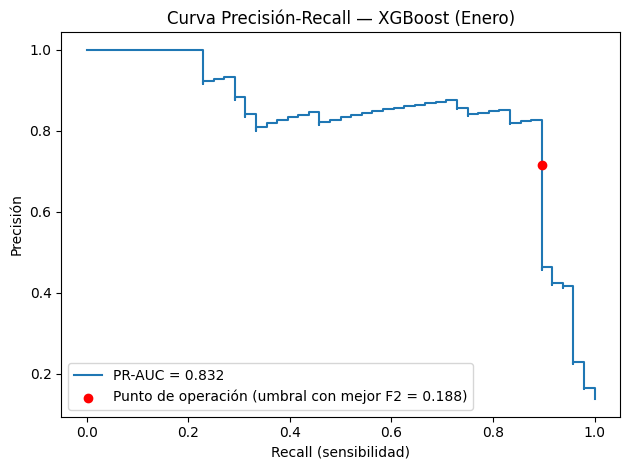 Curva Precisión-Recall — XGBoost (Enero)
Precisión
1.0
0.8
0.6
0.4
0.2
PR-AUC = 0.832
Punto de operación (umbral con mejor F2 = 0.188)
0.0 0.2 0.4 0.6 0.8 1.0
Recall (sensibilidad)